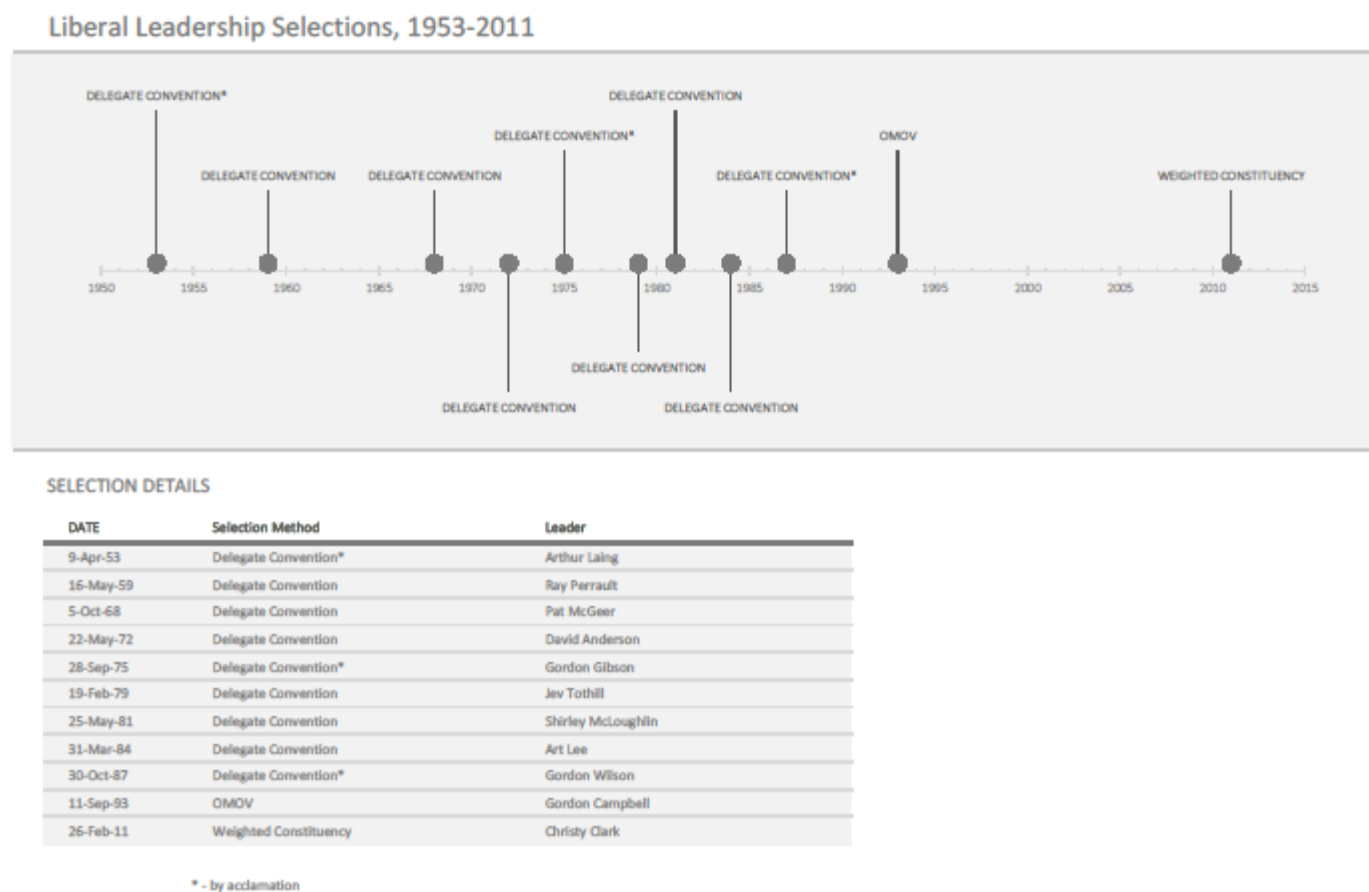 Liberal Leadership Selections, 1953-2011
DELEGATE CONVENTION* DELEGATE CONVENTION
DELEGATE CONVENTION* OMOV
DELEGATE CONVENTION DELEGATE CONVENTION DELEGATE CONVENTION* WEIGHTED CONSTITUENCY
1950 1955 1960 1965 1970 1975 1980 1985 1990 1995 2000 2005 2010 2015
DELEGATE CONVENTION
DELEGATE CONVENTION DELEGATE CONVENTION
SELECTION DETAILS
DATE Selection Method Leader
9-Apr-53 Delegate Convention* Arthur Laing
16-May-59 Delegate Convention Ray Perrault
5-Oct-68 Delegate Convention Pat McGeer
22-May-72 Delegate Convention David Anderson
28-Sep-75 Delegate Convention* Gordon Gibson
19-Feb-79 Delegate Convention Jev Tothill
25-May-81 Delegate Convention Shirley McLoughlin
31-Mar-84 Delegate Convention Art Lee
30-Oct-87 Delegate Convention* Gordon Wilson
11-Sep-93 OMOV Gordon Campbell
26-Feb-11 Weighted Constituency Christy Clark
* - by acclamation